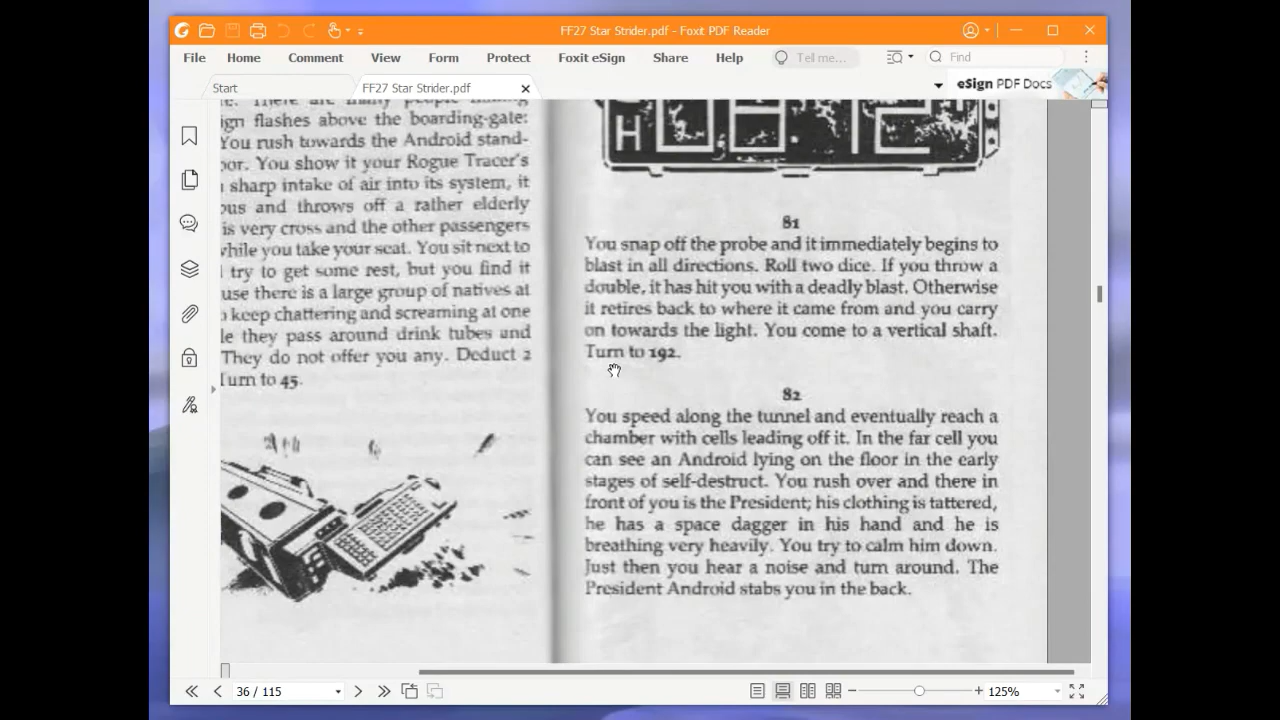 FF27 Star Strider.pdf - Foxit PDF Reader
File Home Comment View Form Protect Foxit eSign Share Help Tell me... Find
Start FF27 Star Strider.pdf eSign PDF Docs
ign flashes above the boarding-gate:
You rush towards the Android stand-
oor. You show it your Rogue Tracer's
sharp intake of air into its system, it
ous and throws off a rather elderly
is very cross and the other passengers
while you take your seat. You sit next to
try to get some rest, but you find it
use there is a large group of natives at
keep chattering and screaming at one
le they pass around drink tubes and
They do not offer you any. Deduct 2
Turn to 45.
81
You snap off the probe and it immediately begins to
blast in all directions. Roll two dice. If you throw a
double, it has hit you with a deadly blast. Otherwise
it retires back to where it came from and you carry
on towards the light. You come to a vertical shaft.
Turn to 192.
82
You speed along the tunnel and eventually reach a
chamber with cells leading off it. In the far cell you
can see an Android lying on the floor in the early
stages of self-destruct. You rush over and there in
front of you is the President; his clothing is tattered,
he has a space dagger in his hand and he is
breathing very heavily. You try to calm him down.
Just then you hear a noise and turn around. The
President Android stabs you in the back.
36 / 115 125%